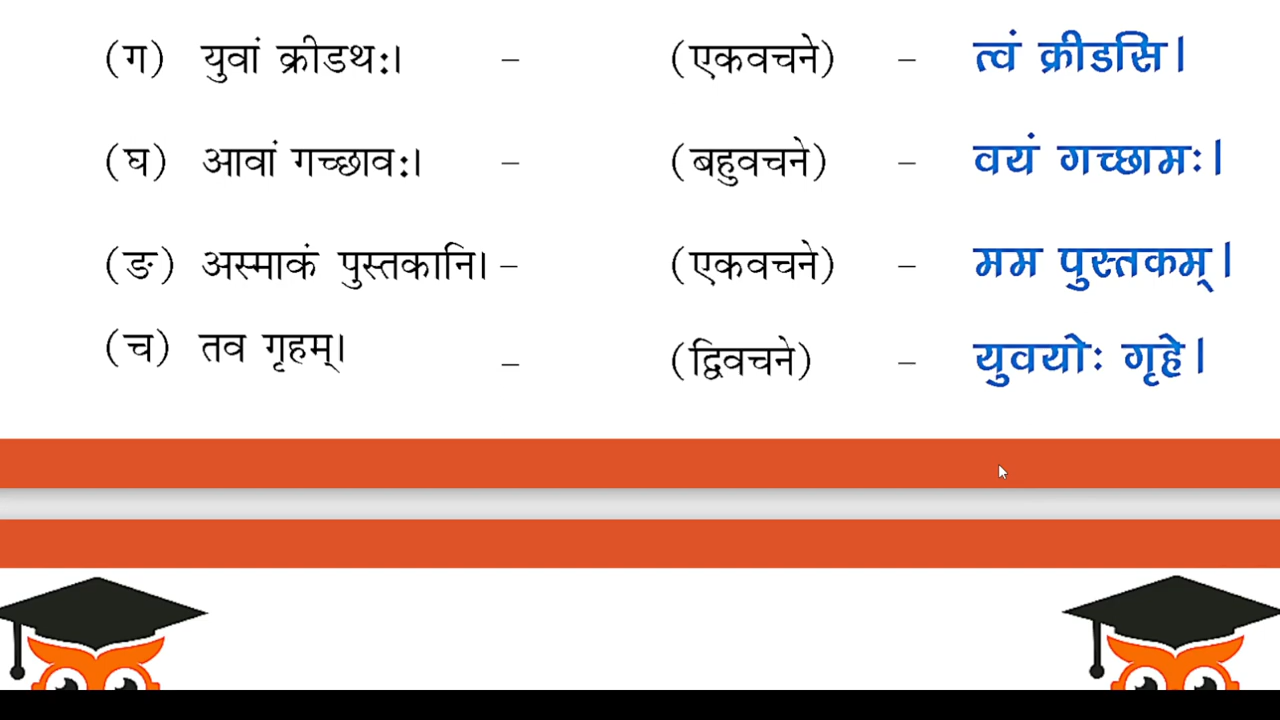 (ग) युवां क्रीडथः। – (एकवचने) – त्वं क्रीडसि।
(घ) आवां गच्छावः। – (बहुवचने) – वयं गच्छामः।
(ङ) अस्माकं पुस्तकानि। – (एकवचने) – मम पुस्तकम्।
(च) तव गृहम्। – (द्विवचने) – युवयोः गृहे।